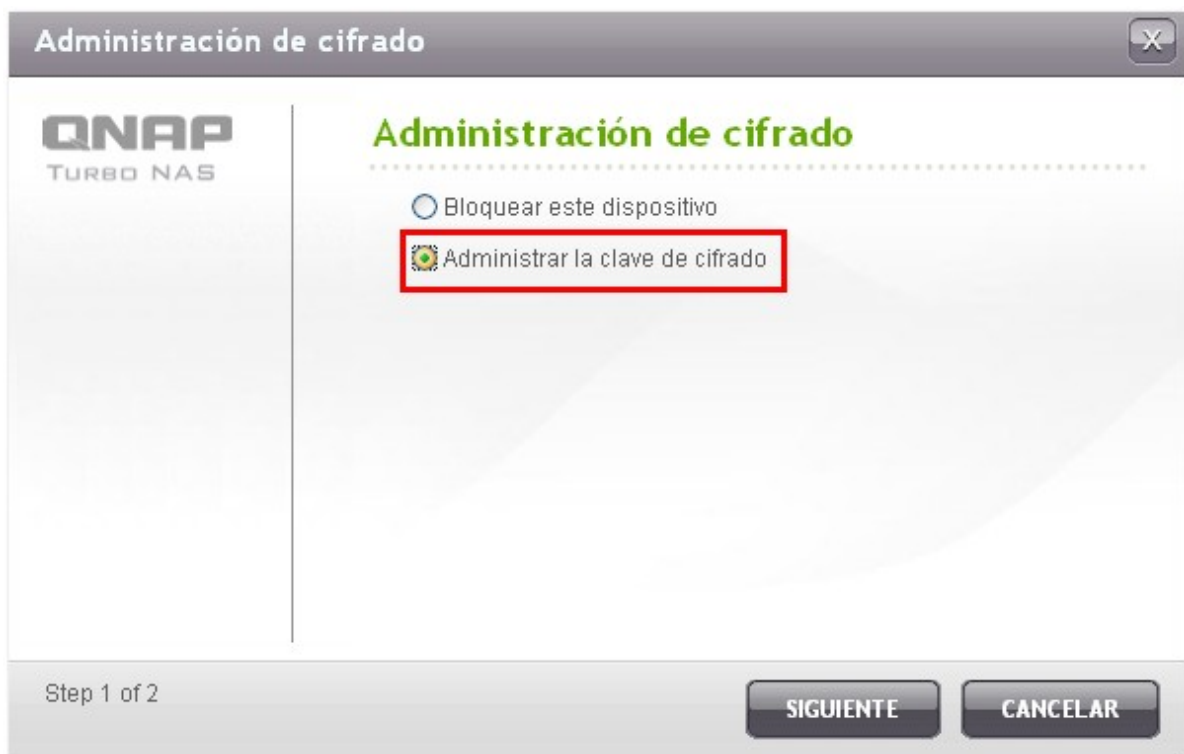 Administración de cifrado
X
QNAP
TURBO NAS
Administración de cifrado
Bloquear este dispositivo
Administrar la clave de cifrado
Step 1 of 2
SIGUIENTE
CANCELAR